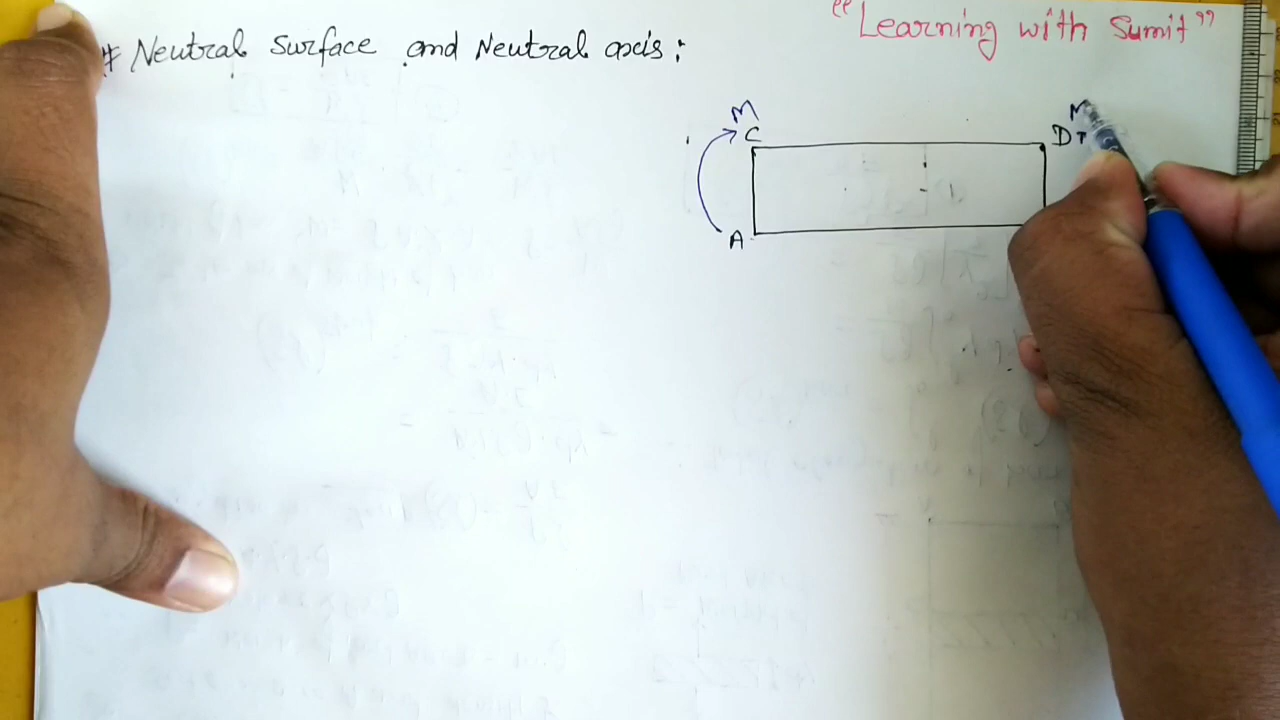 "Learning with Sumit"
# Neutral Surface and Neutral axis:
M M
C D
A